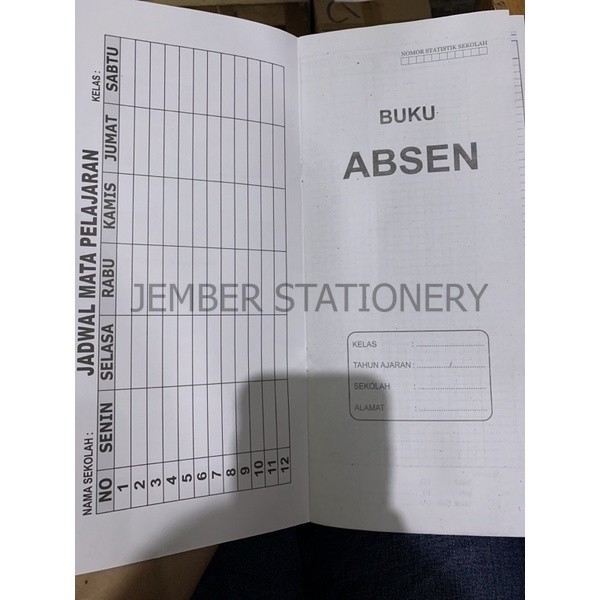 JADWAL MATA PELAJARAN
NAMA SEKOLAH :
KELAS :
NO SENIN SELASA RABU KAMIS JUMAT SABTU
1
2
3
4
5
6
7
8
9
10
11
12
NOMOR STATISTIK SEKOLAH
BUKU
ABSEN
JEMBER STATIONERY
KELAS : ..............................
TAHUN AJARAN : ............../..............
SEKOLAH : ..............................
ALAMAT : ..............................